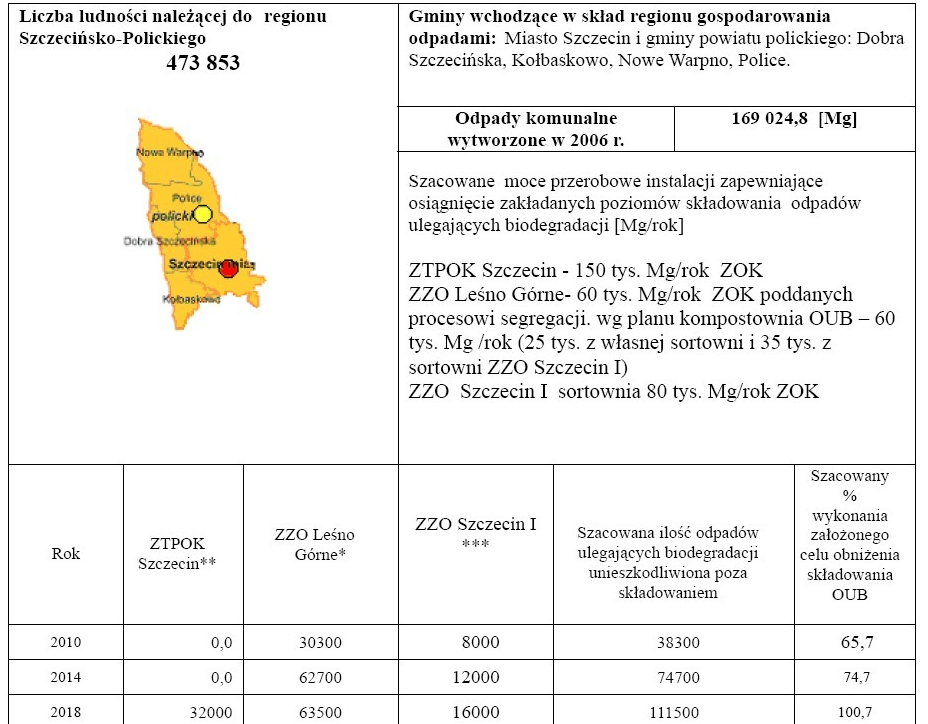 Liczba ludności należącej do regionu
Szczecińsko-Polickiego
473 853
Nowe Warpno
Police
policki
Dobra Szczecińska
Szczecin
Kołbaskowo
Gminy wchodzące w skład regionu gospodarowania
odpadami: Miasto Szczecin i gminy powiatu polickiego: Dobra
Szczecińska, Kołbaskowo, Nowe Warpno, Police.
Odpady komunalne
wytworzone w 2006 r.
169 024,8 [Mg]
Szacowane moce przerobowe instalacji zapewniające
osiągnięcie zakładanych poziomów składowania odpadów
ulegających biodegradacji [Mg/rok]
ZTPOK Szczecin - 150 tys. Mg/rok ZOK
ZZO Leśno Górne- 60 tys. Mg/rok ZOK poddanych
procesowi segregacji. wg planu kompostownia OUB – 60
tys. Mg /rok (25 tys. z własnej sortowni i 35 tys. z
sortowni ZZO Szczecin I)
ZZO Szczecin I sortownia 80 tys. Mg/rok ZOK
Rok
ZTPOK
Szczecin**
ZZO Leśno
Górne*
ZZO Szczecin I
***
Szacowana ilość odpadów
ulegających biodegradacji
unieszkodliwiona poza
składowaniem
Szacowany
%
wykonania
założonego
celu obniżenia
składowania
OUB
2010 0,0 30300 8000 38300 65,7
2014 0,0 62700 12000 74700 74,7
2018 32000 63500 16000 111500 100,7